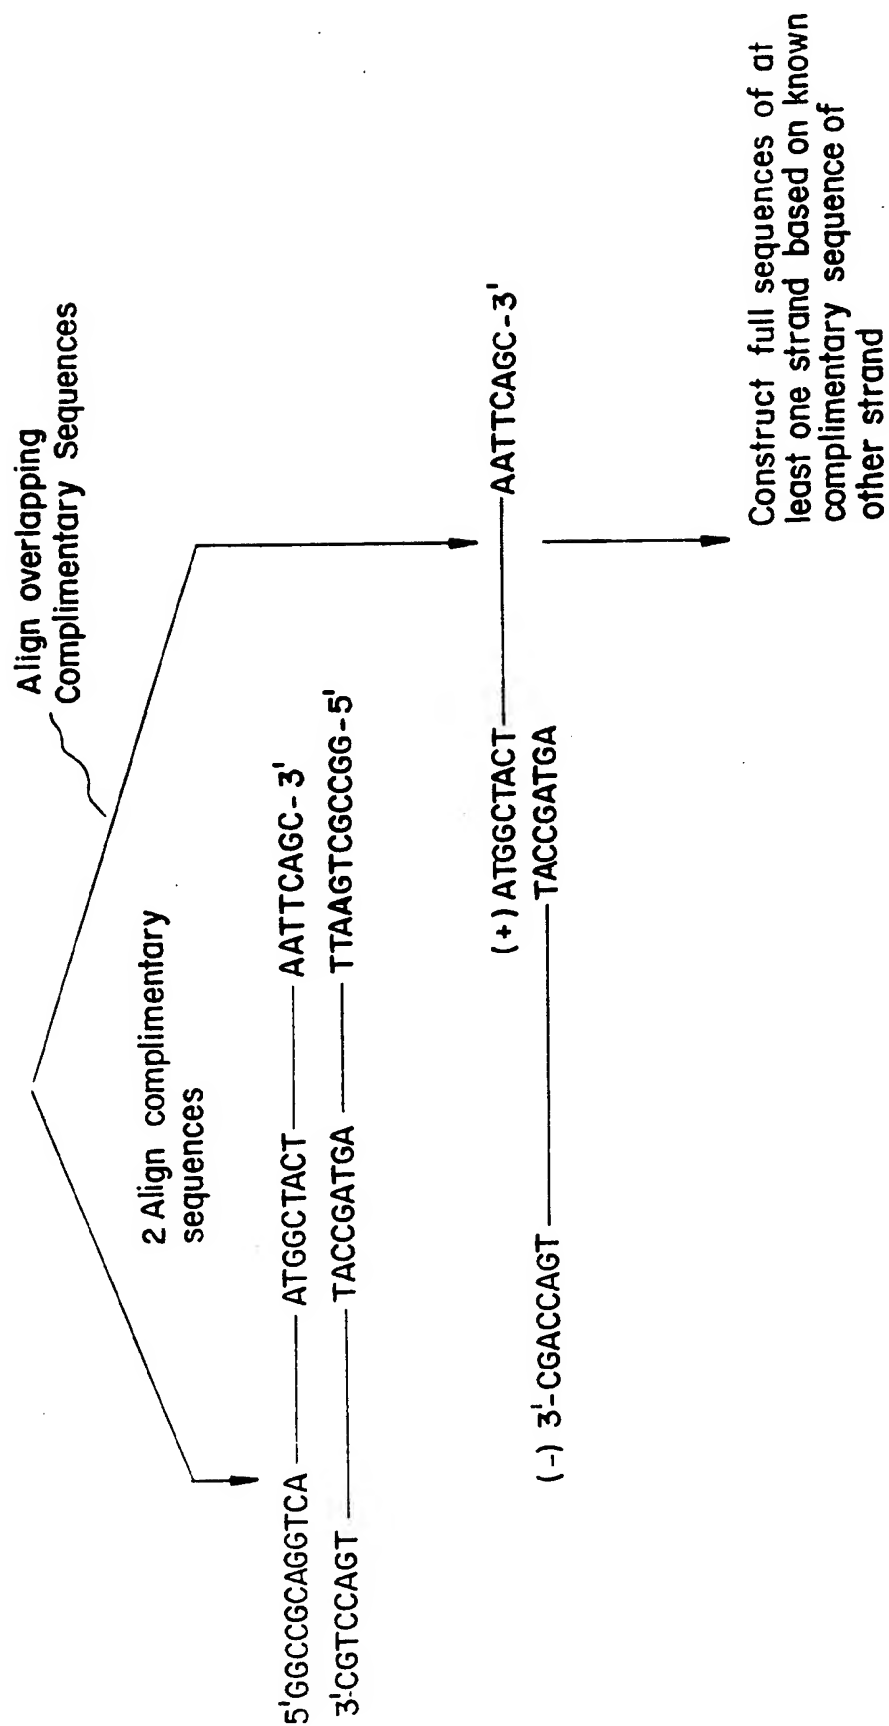 Align overlapping
Complimentary Sequences
2 Align complimentary
sequences
5'GGCCGCAGGTCA ATGGCTACT AATTCAGC-3'
3'-CGTCCAGT TACCGATGA TTAAGTCGCCGG-5'
(+) ATGGCTACT AATTCAGC-3'
(-) 3'-CGACCAGT TACCGATGA
Construct full sequences of at
least one strand based on known
complimentary sequence of
other strand